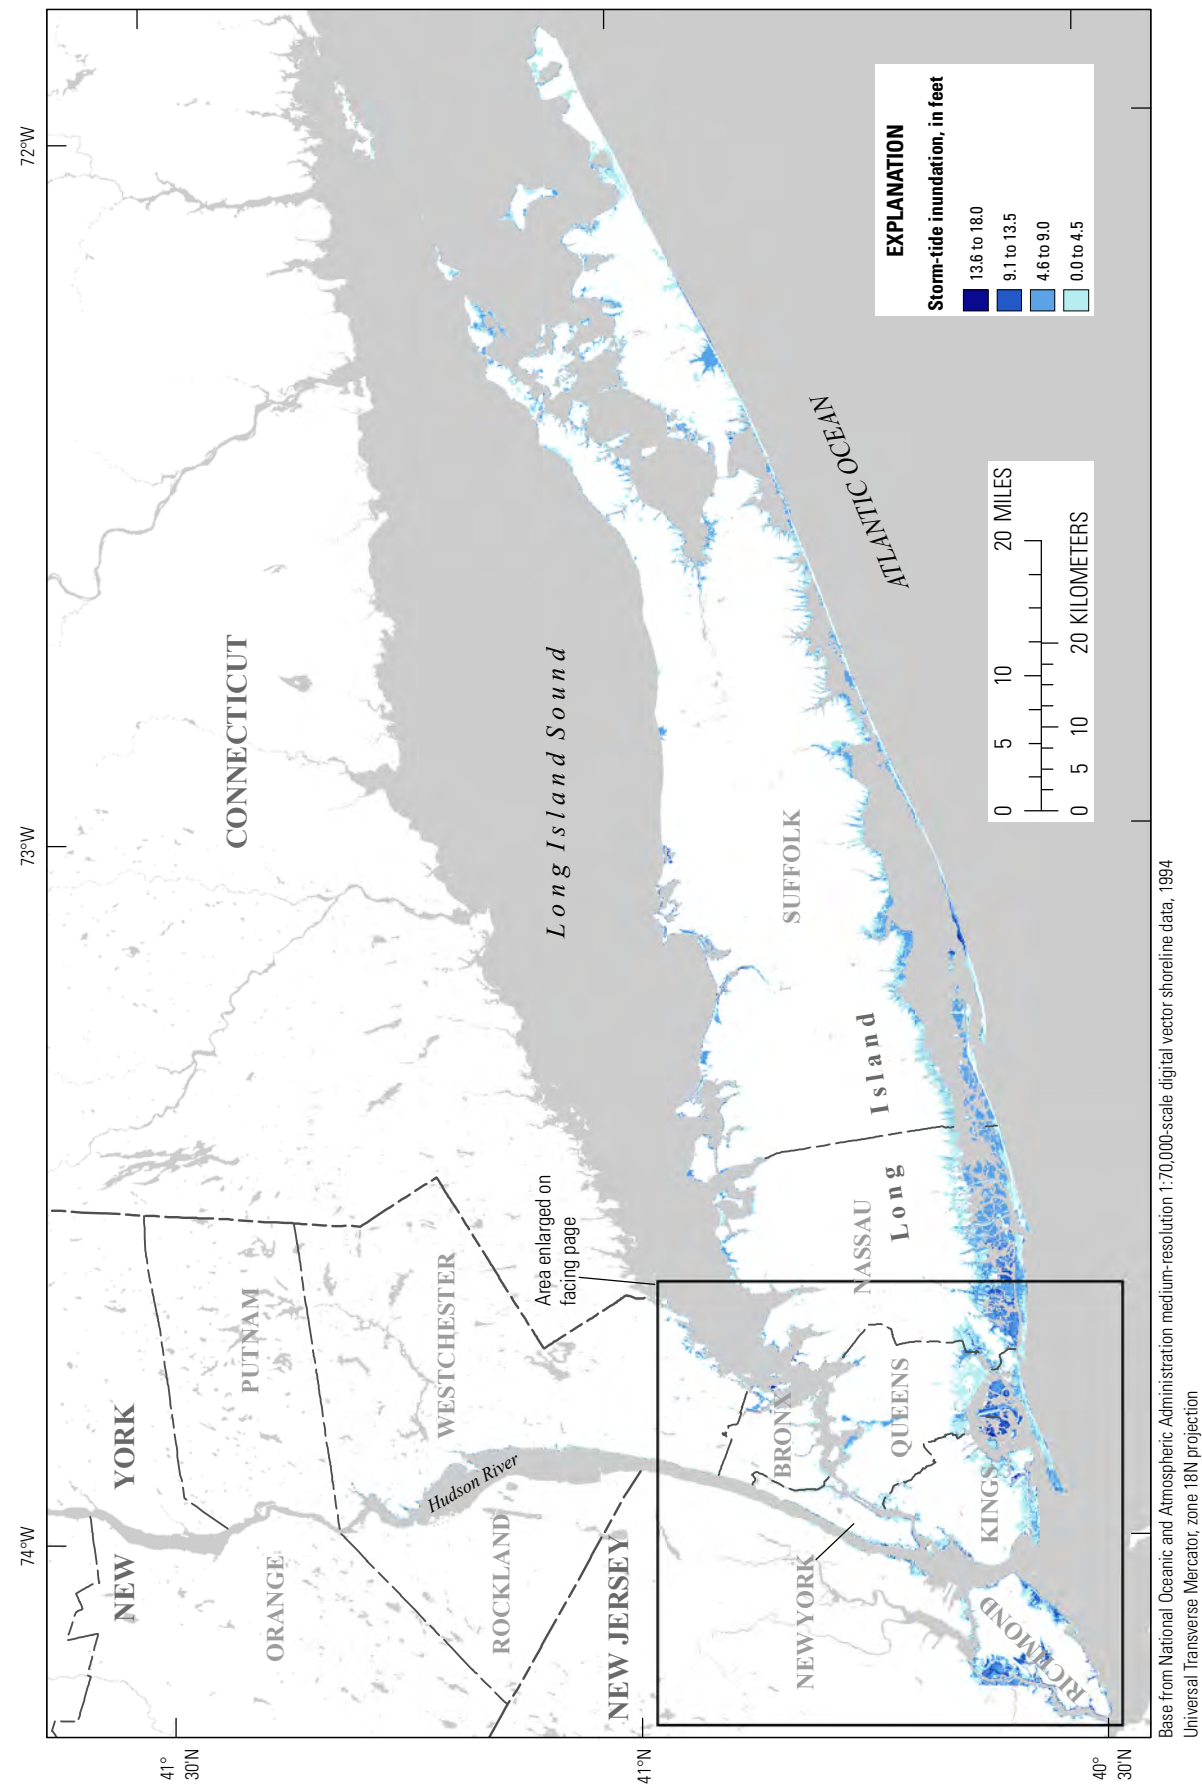 72°W
73°W
74°W
41°
30'N
41°N
40°
30'N
CONNECTICUT
NEW YORK
PUTNAM
ORANGE
WESTCHESTER
ROCKLAND
Hudson River
NEW JERSEY
Long Island Sound
Area enlarged on
facing page
SUFFOLK
NASSAU
Long Island
BRONX
QUEENS
NEW YORK
KINGS
RICHMOND
ATLANTIC OCEAN
EXPLANATION
Storm-tide inundation, in feet
13.6 to 18.0
9.1 to 13.5
4.6 to 9.0
0.0 to 4.5
0 5 10 20 MILES
0 5 10 20 KILOMETERS
Base from National Oceanic and Atmospheric Administration medium-resolution 1:70,000-scale digital vector shoreline data, 1994
Universal Transverse Mercator, zone 18N projection